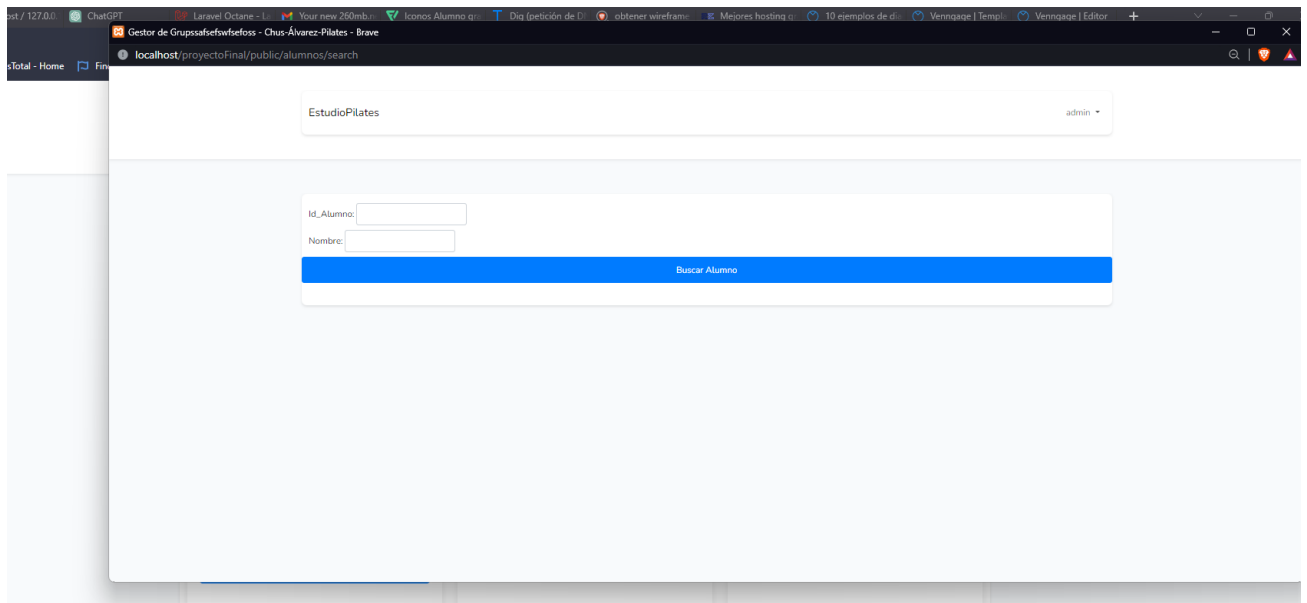 ost / 127.0.0. ChatGPT Laravel Octane - La Your new 260mb.n Iconos Alumno gra Dig (petición de DI obtener wireframe Mejores hosting gr 10 ejemplos de dia Venngage | Templa Venngage | Editor
Gestor de Grupssafsefswfsefoss - Chus-Álvarez-Pilates - Brave
localhost/proyectoFinal/public/alumnos/search
sTotal - Home Fin
EstudioPilates admin
Id_Alumno:
Nombre:
Buscar Alumno